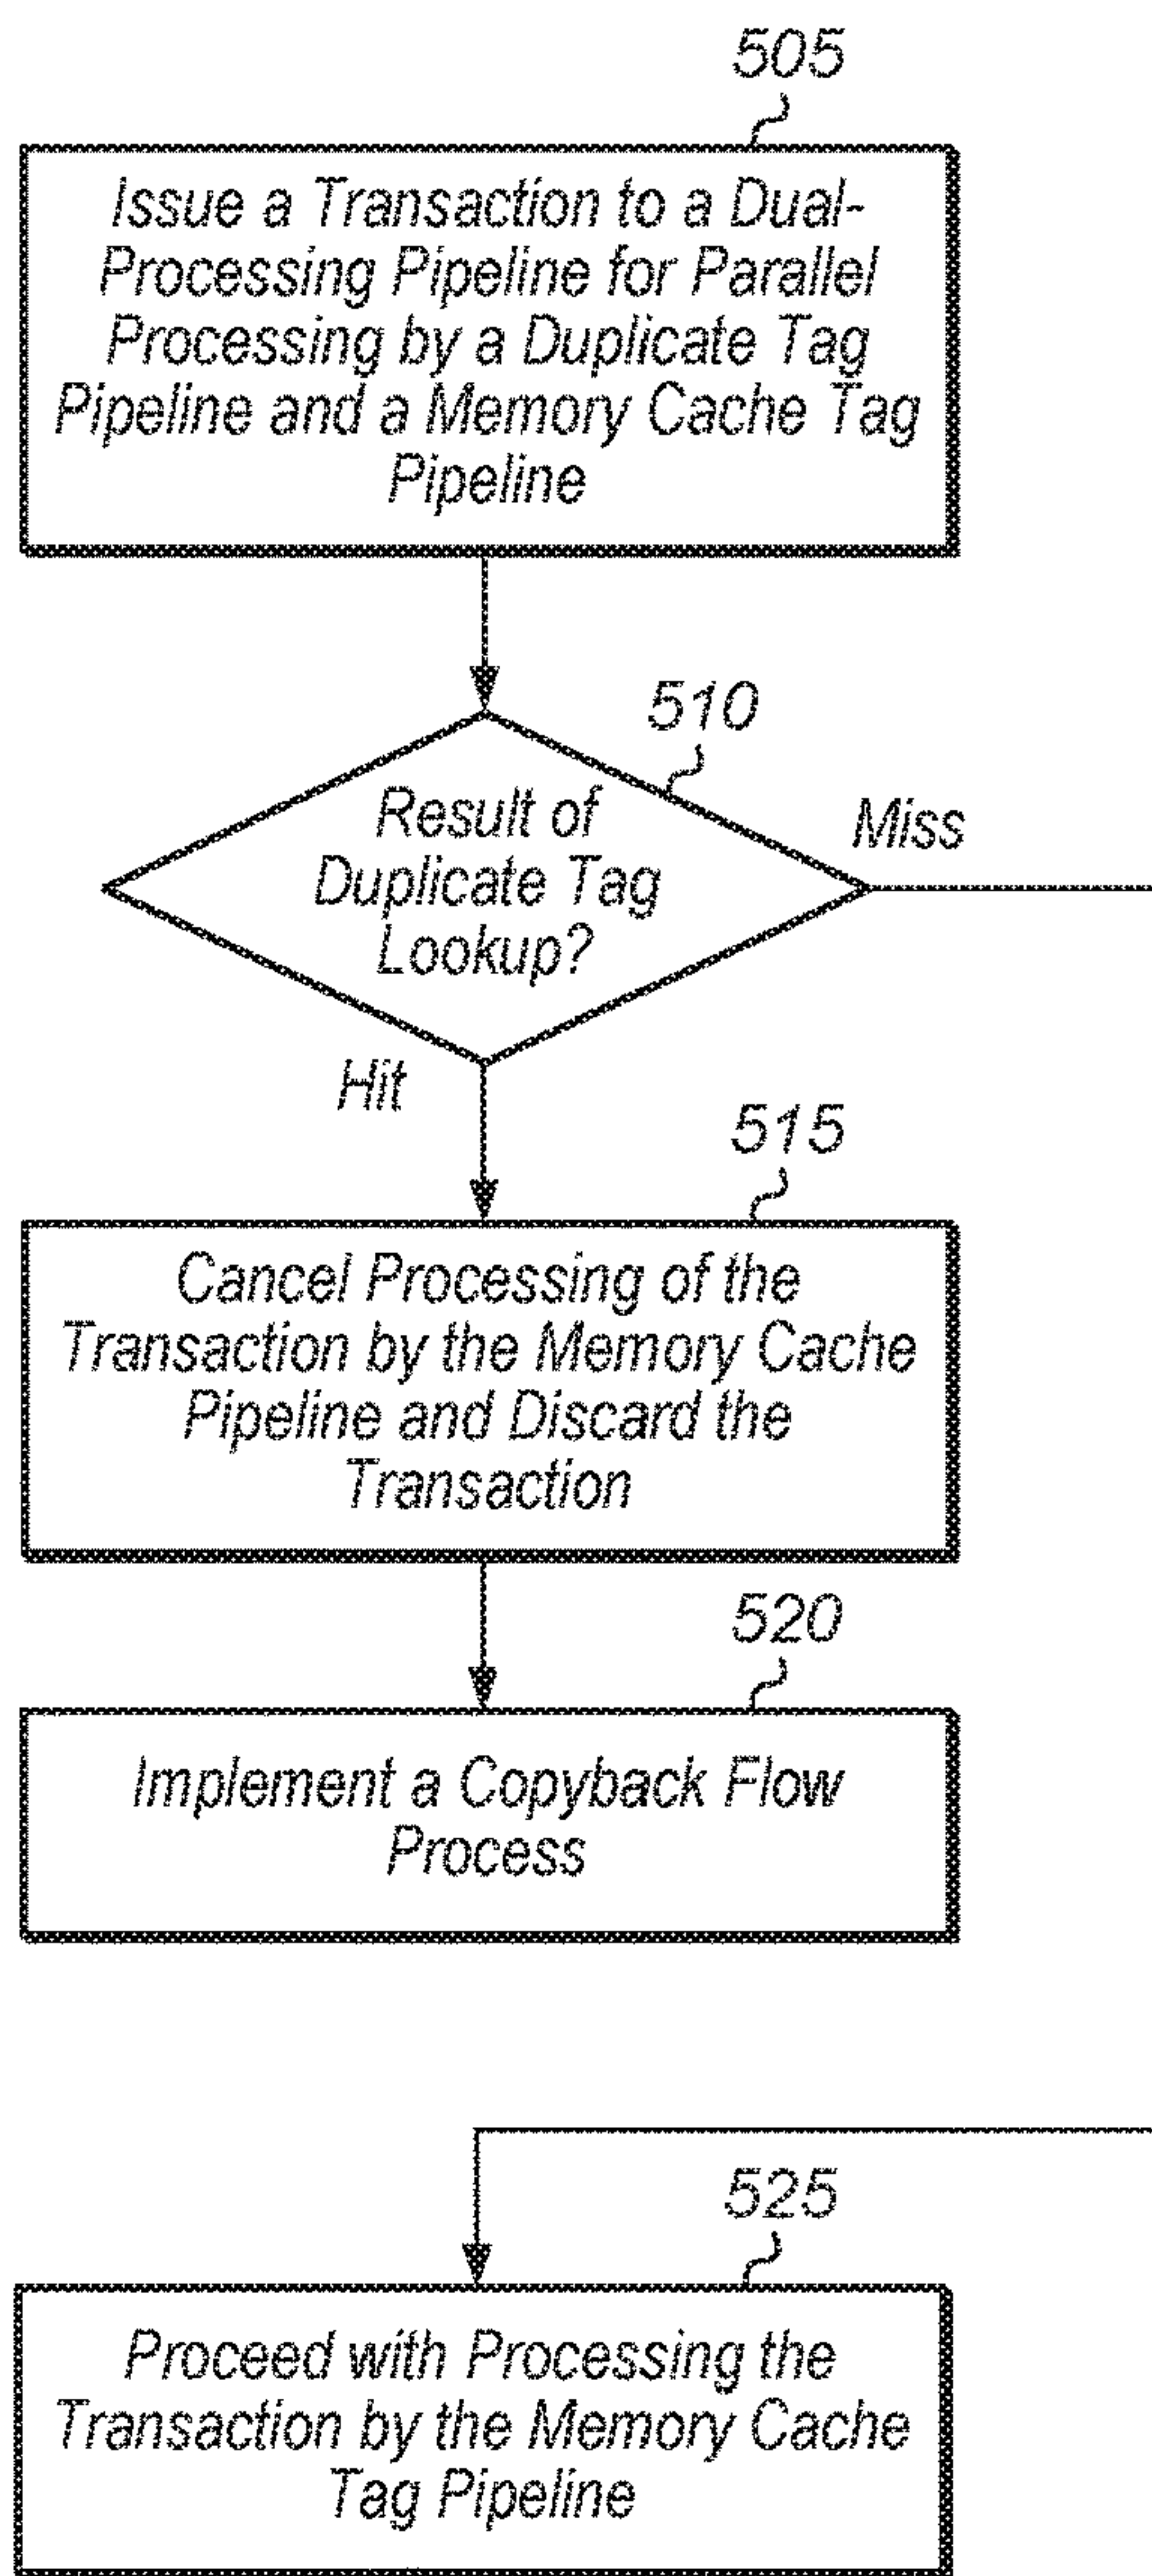 505
Issue a Transaction to a Dual-
Processing Pipeline for Parallel
Processing by a Duplicate Tag
Pipeline and a Memory Cache Tag
Pipeline
510
Result of
Duplicate Tag
Lookup?
Miss
Hit
515
Cancel Processing of the
Transaction by the Memory Cache
Pipeline and Discard the
Transaction
520
Implement a Copyback Flow
Process
525
Proceed with Processing the
Transaction by the Memory Cache
Tag Pipeline